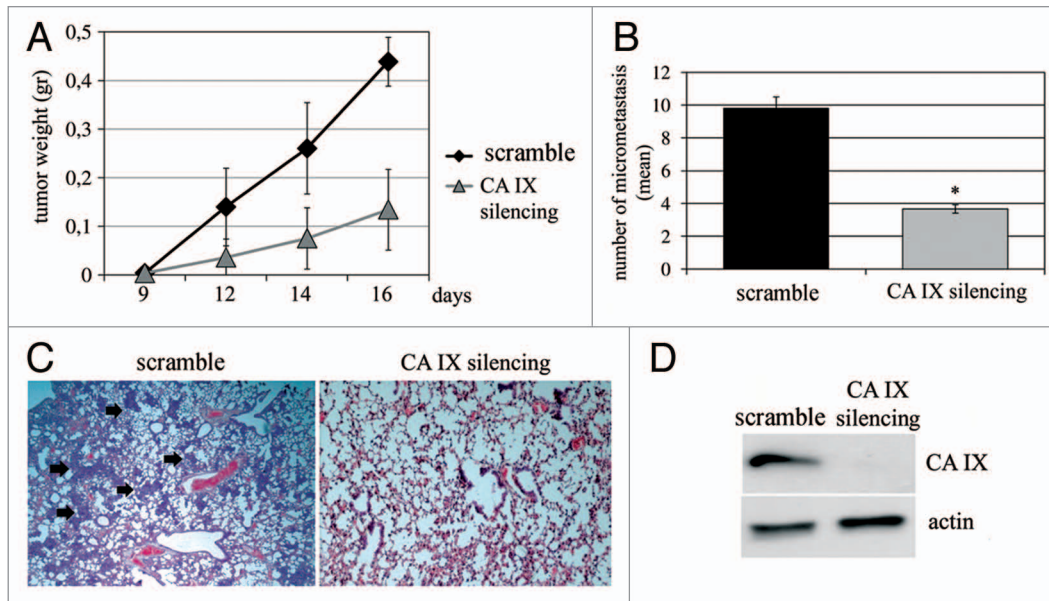 A
tumor weight (gr)
0,5
0,4
0,3
0,2
0,1
0
9
12
14
16
days
scramble
CA IX
silencing
B
number of micrometastasis
(mean)
12
10
8
6
4
2
0
*
scramble
CA IX silencing
C
scramble
CA IX silencing
D
scramble
CA IX
silencing
CA IX
actin